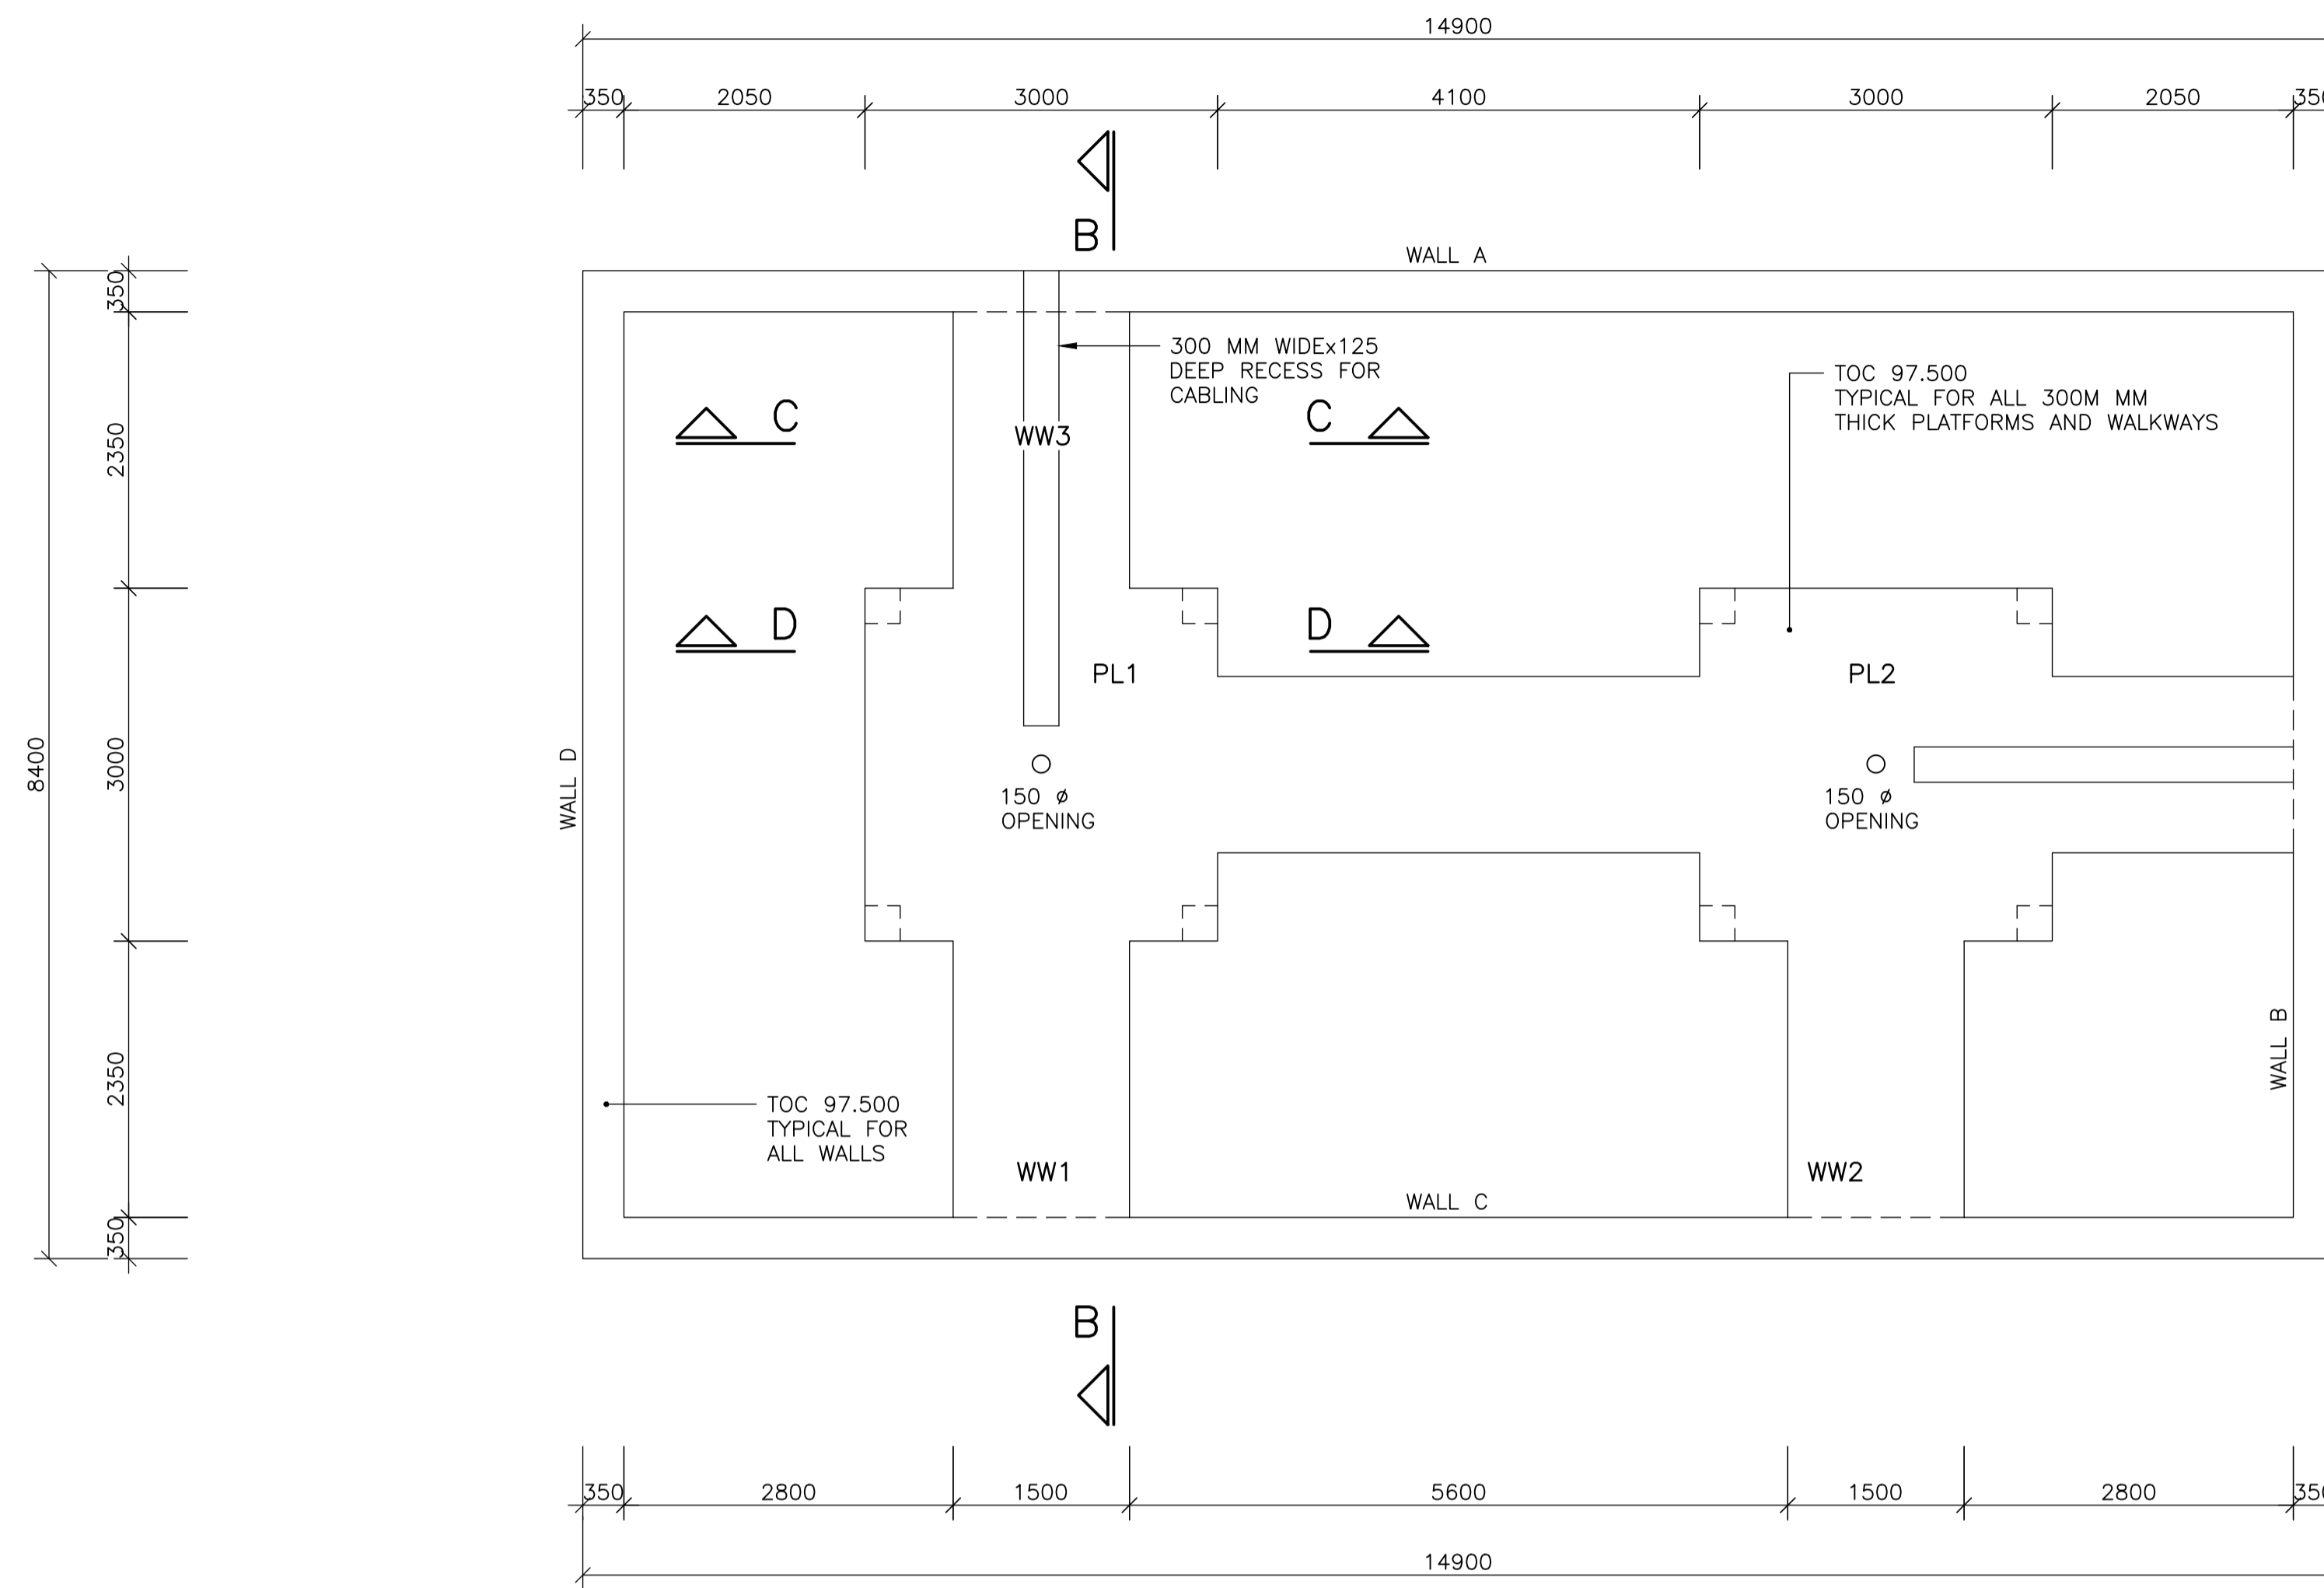 14900
350 2050 3000 4100 3000 2050 350
B
WALL A
350
300 MM WIDEx125
DEEP RECESS FOR
CABLING
TOC 97.500
TYPICAL FOR ALL 300M MM
THICK PLATFORMS AND WALKWAYS
C
C
WW3
2350
D
D
PL1
PL2
8400
3000
WALL D
150 ø
OPENING
150 ø
OPENING
WALL B
2350
TOC 97.500
TYPICAL FOR
ALL WALLS
WW1
WW2
WALL C
350
B
350 2800 1500 5600 1500 2800 350
14900